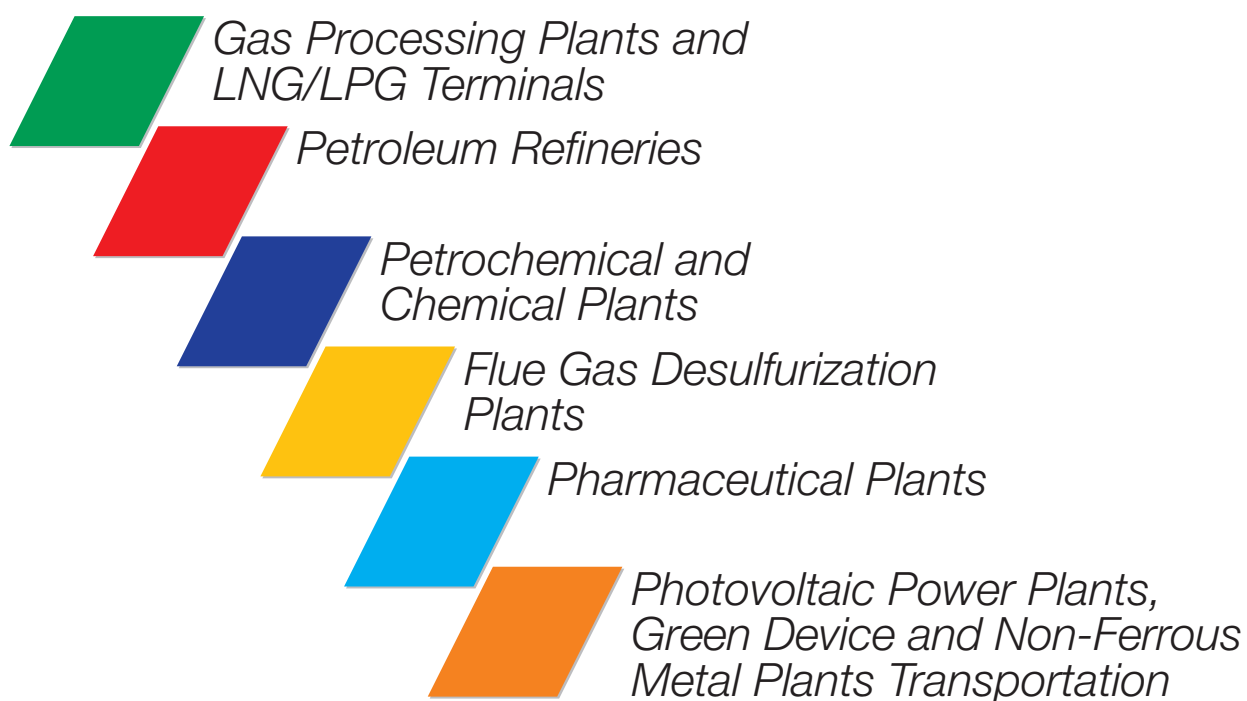 Gas Processing Plants and
LNG/LPG Terminals
Petroleum Refineries
Petrochemical and
Chemical Plants
Flue Gas Desulfurization
Plants
Pharmaceutical Plants
Photovoltaic Power Plants,
Green Device and Non-Ferrous
Metal Plants Transportation